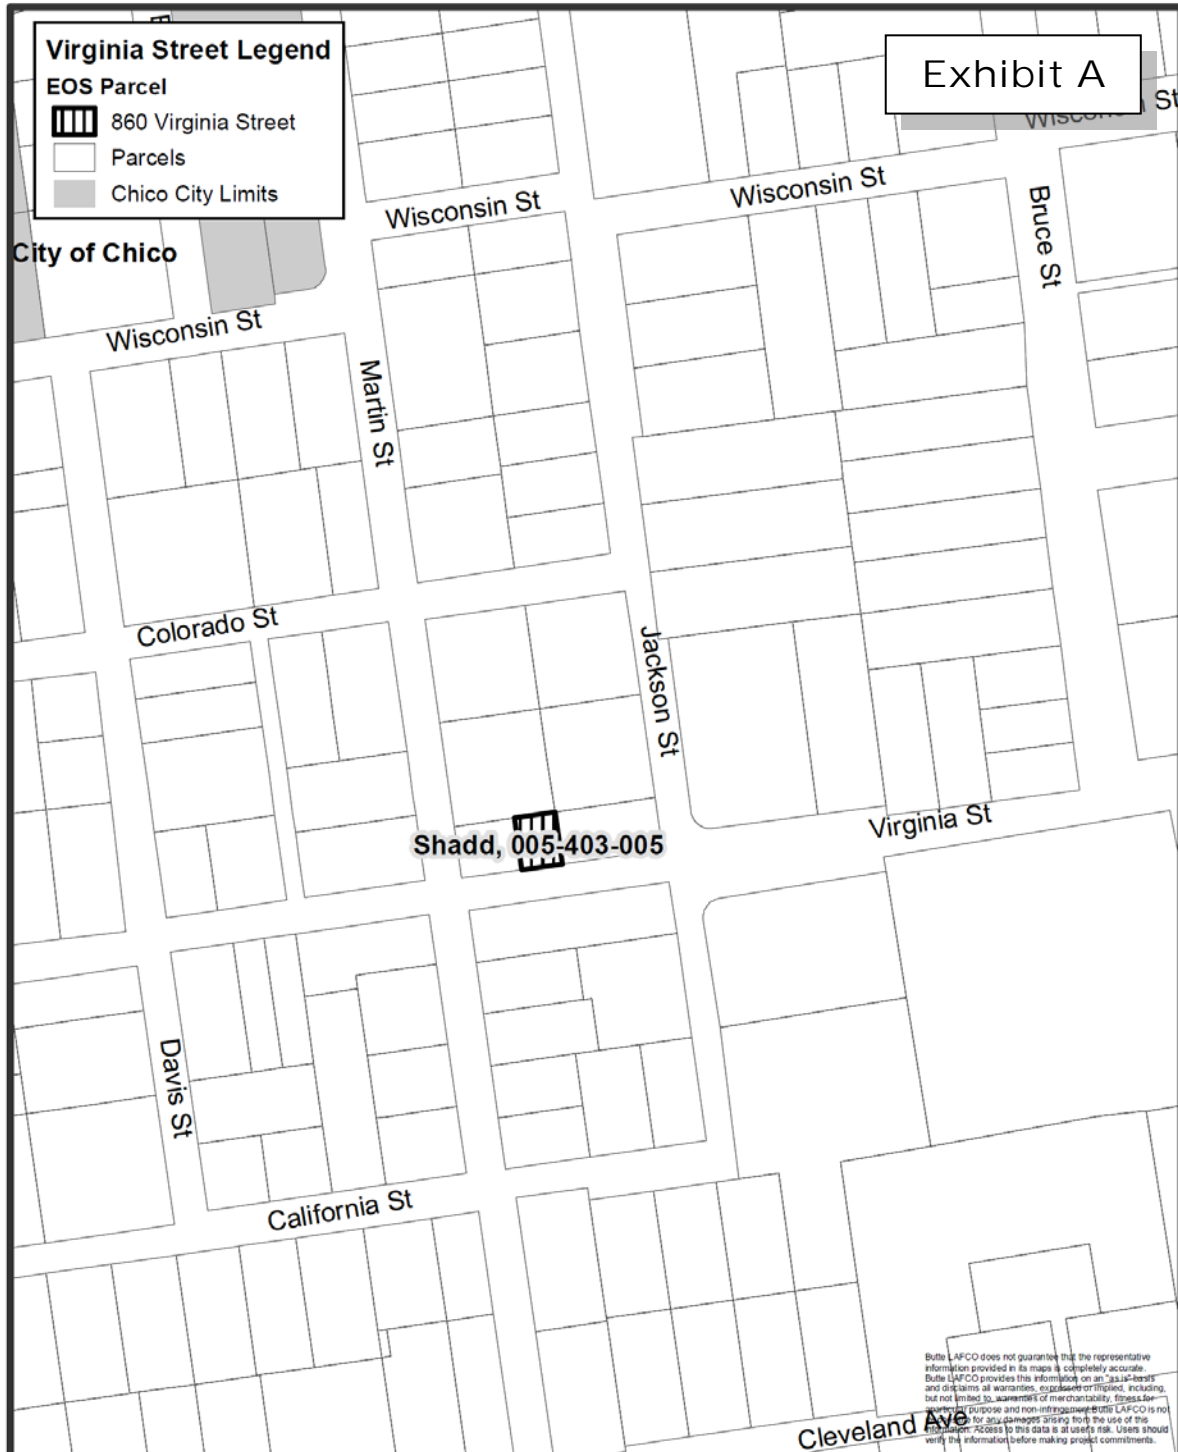 Virginia Street Legend
EOS Parcel
860 Virginia Street
Parcels
Chico City Limits
Exhibit A
Wisconsin St
Wisconsin St
Wisconsin St
Bruce St
City of Chico
Wisconsin St
Martin St
Colorado St
Jackson St
Virginia St
Shadd, 005-403-005
Davis St
California St
Cleveland Ave
Butte LAFCO does not guarantee that the representative
information provided in its maps is completely accurate.
Butte LAFCO provides this information on an "as is" basis
and disclaims all warranties, expressed or implied, including,
but not limited to, warranties of merchantability, fitness for
a particular purpose and non-infringement. Butte LAFCO is not
for any damages arising from the use of this
information. Access to this data is at user's risk. Users should
verify the information before making project commitments.